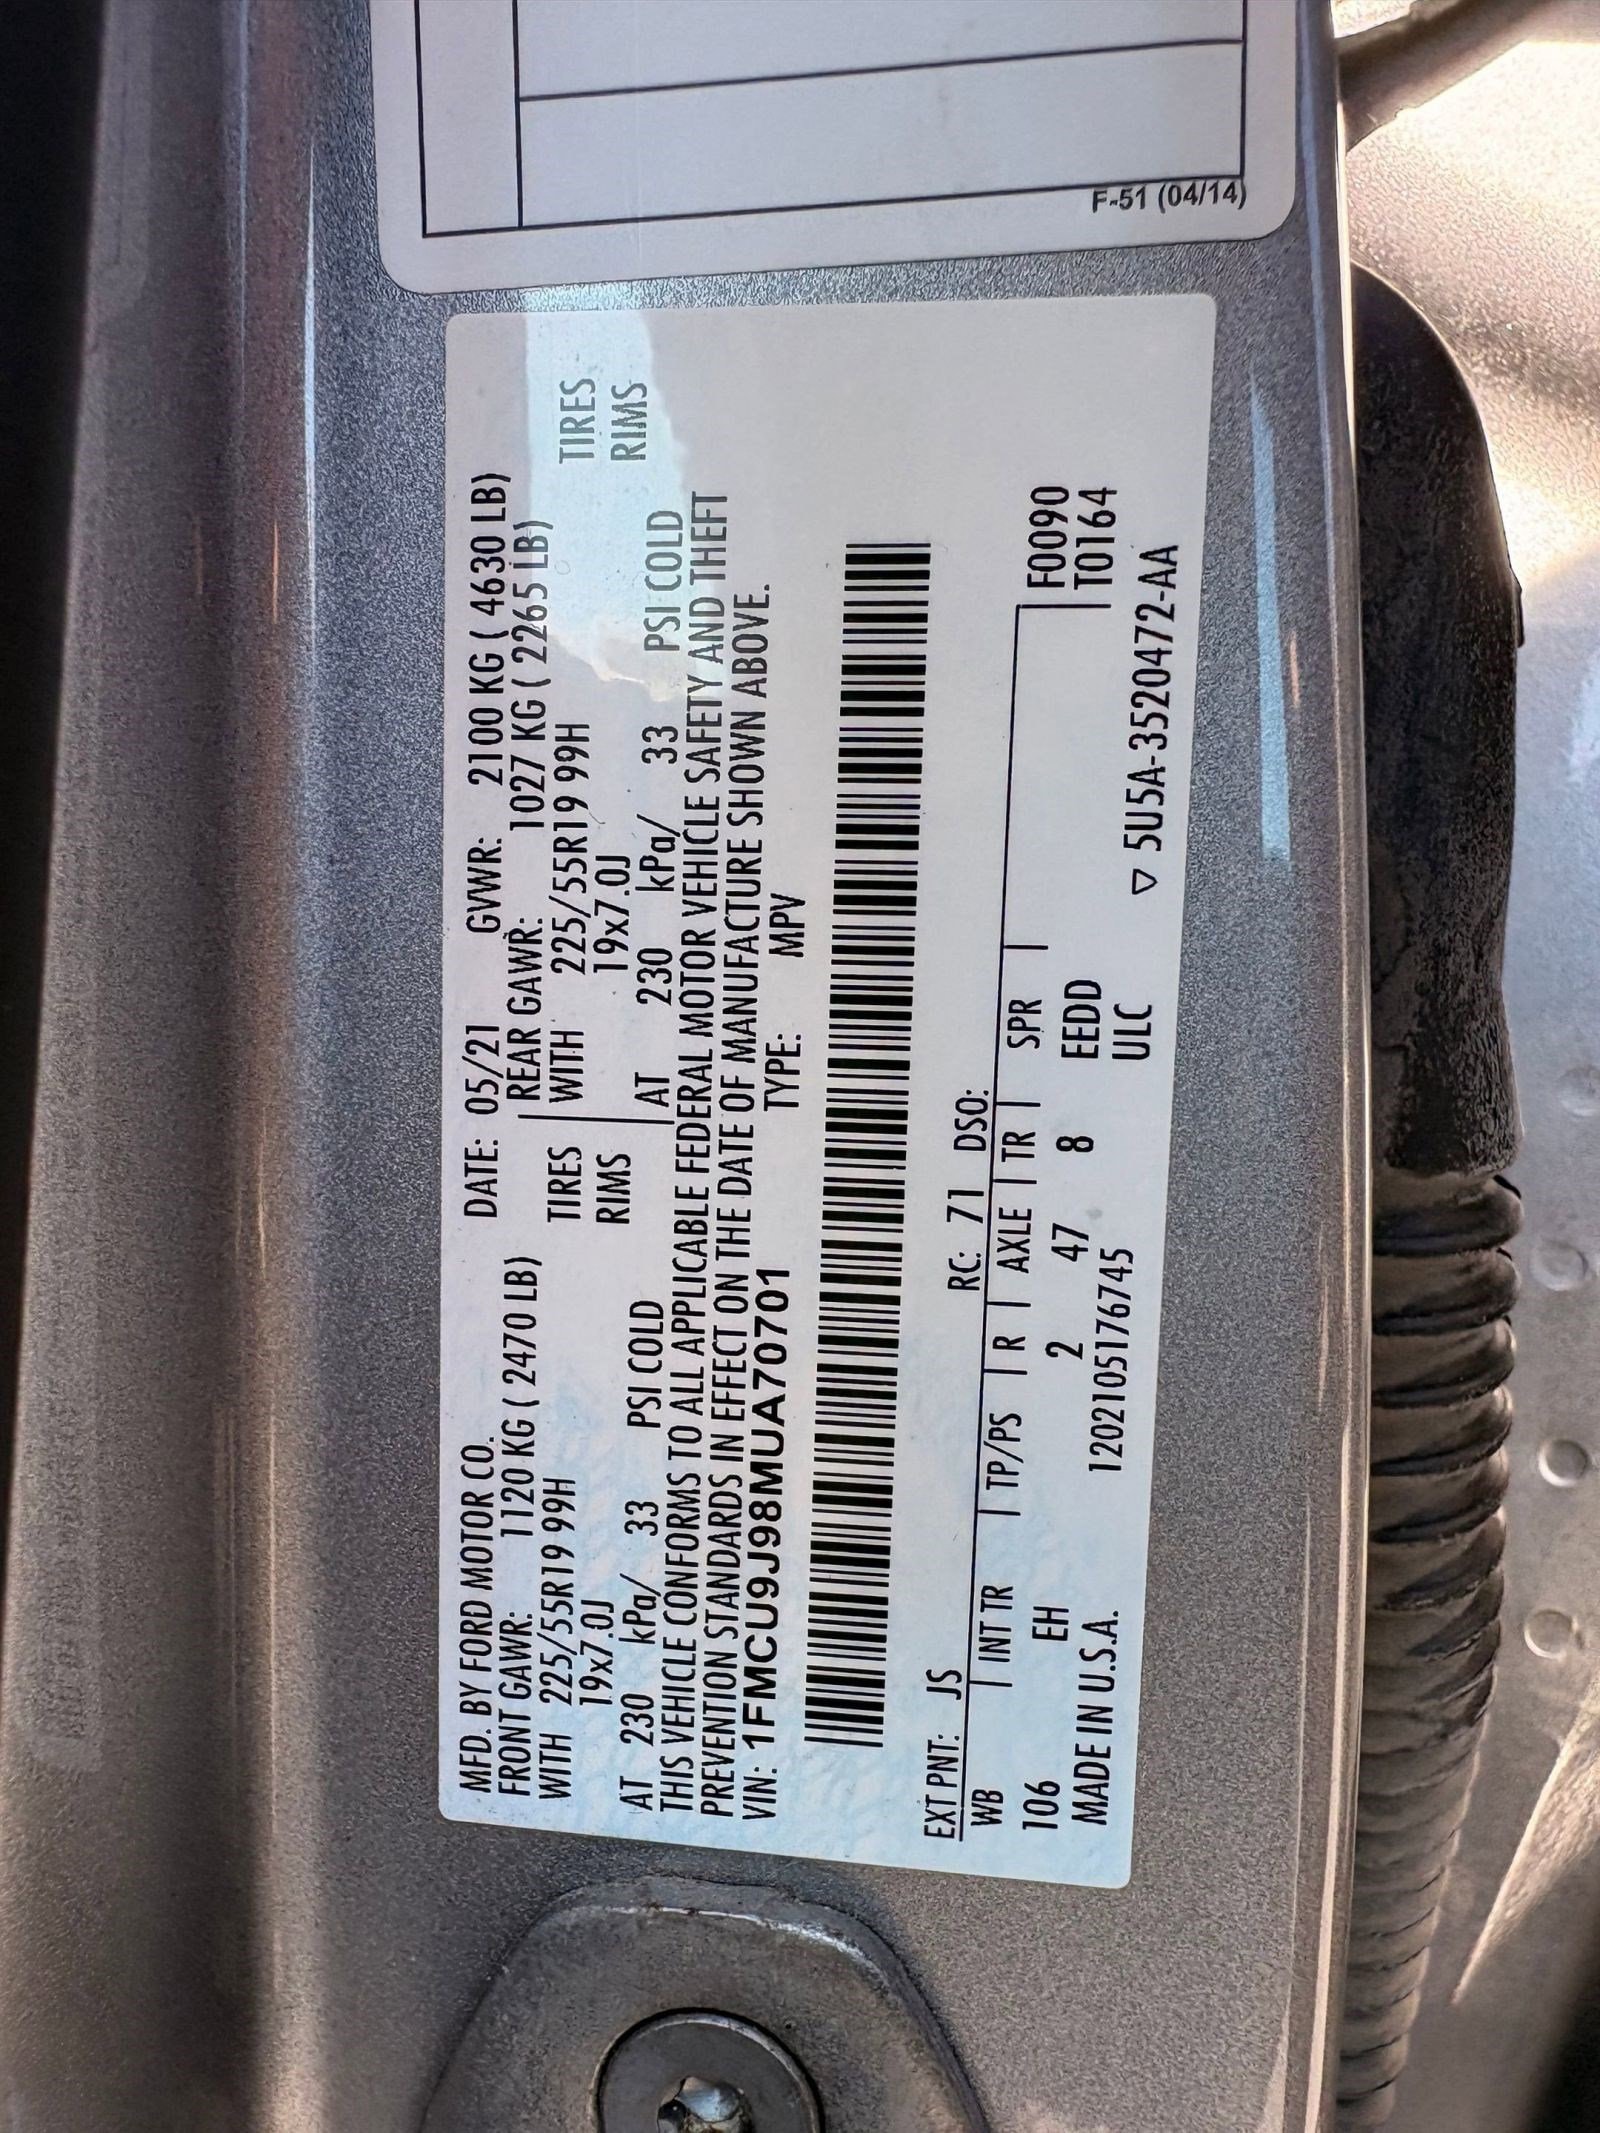 F-51 (04/14)
MFD. BY FORD MOTOR CO. DATE: 05/21 GVWR: 2100 KG ( 4630 LB)
FRONT GAWR: 1120 KG ( 2470 LB) REAR GAWR: 1027 KG ( 2265 LB)
WITH 225/55R19 99H TIRES WITH 225/55R19 99H TIRES
19x7.0J RIMS 19x7.0J RIMS
AT 230 kPa/ 33 PSI COLD AT 230 kPa/ 33 PSI COLD
THIS VEHICLE CONFORMS TO ALL APPLICABLE FEDERAL MOTOR VEHICLE SAFETY AND THEFT
PREVENTION STANDARDS IN EFFECT ON THE DATE OF MANUFACTURE SHOWN ABOVE.
VIN: 1FMCU9J98MUA70701 TYPE: MPV
EXT PNT: JS RC: 71 DSO:
WB INT TR TP/PS R AXLE TR SPR F0090
106 EH 2 47 8 EEDD T0164
MADE IN U.S.A. 1202105176745 ULC
▽ 5U5A-3520472-AA